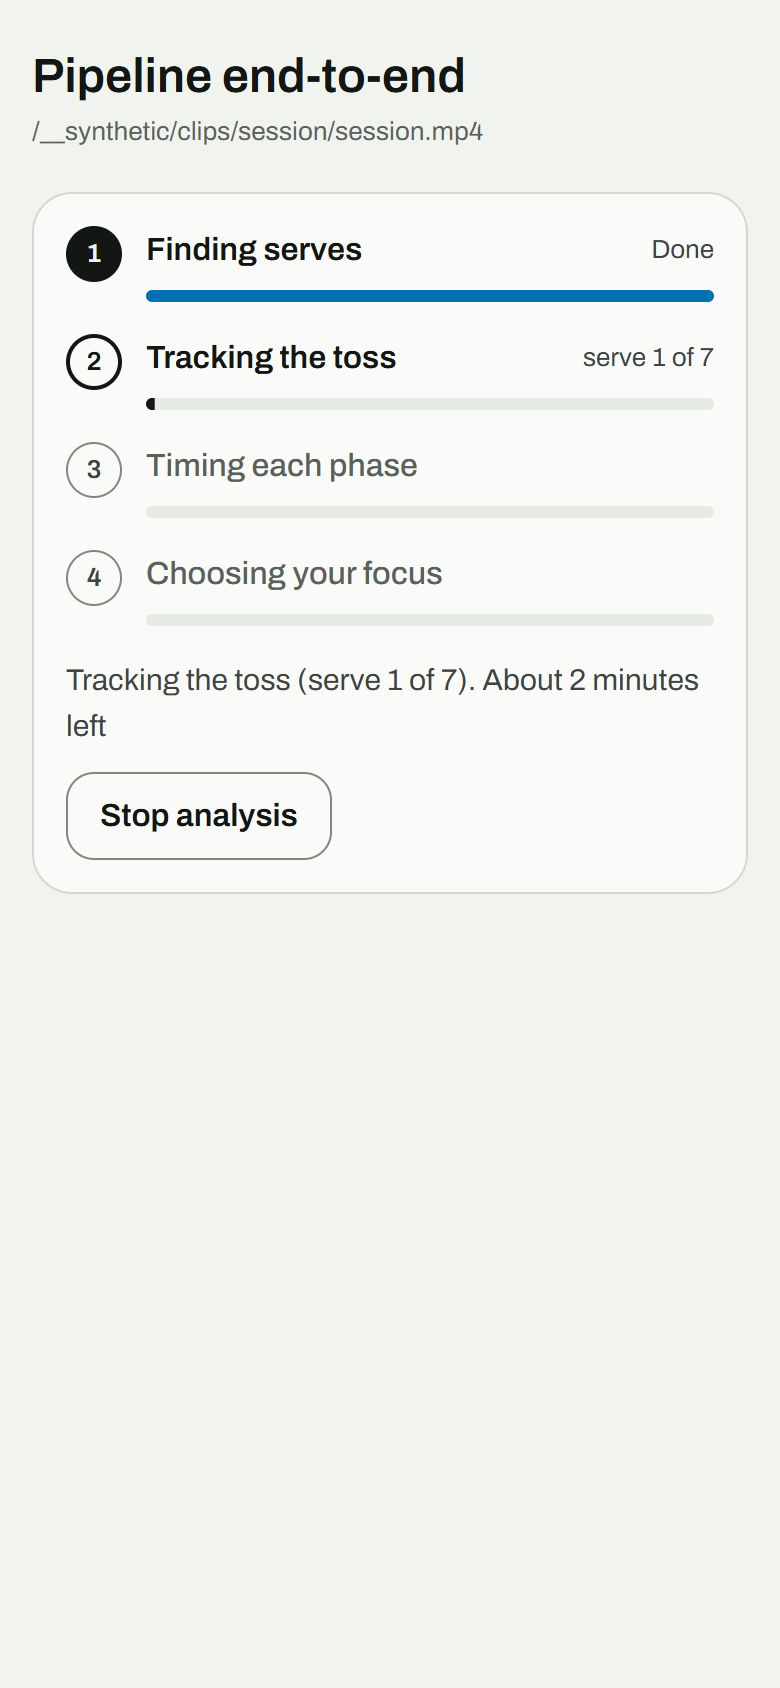 Pipeline end-to-end
/__synthetic/clips/session/session.mp4
1 Finding serves Done
2 Tracking the toss serve 1 of 7
3 Timing each phase
4 Choosing your focus
Tracking the toss (serve 1 of 7). About 2 minutes
left
Stop analysis